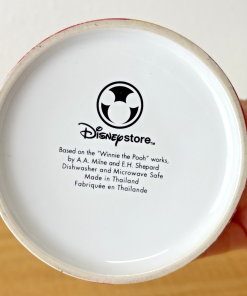 Disneystore™
Based on the "Winnie the Pooh" works,
by A.A. Milne and E.H. Shepard
Dishwasher and Microwave Safe
Made in Thailand
Fabriquée en Thaïlande